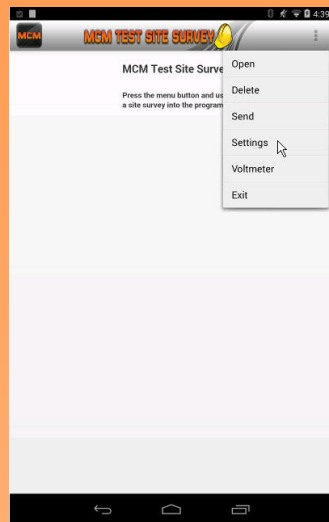 4:39
MCM
MCM TEST SITE SURVEY
MCM Test Site Surve
Press the menu button and us
a site survey into the program
Open
Delete
Send
Settings
Voltmeter
Exit